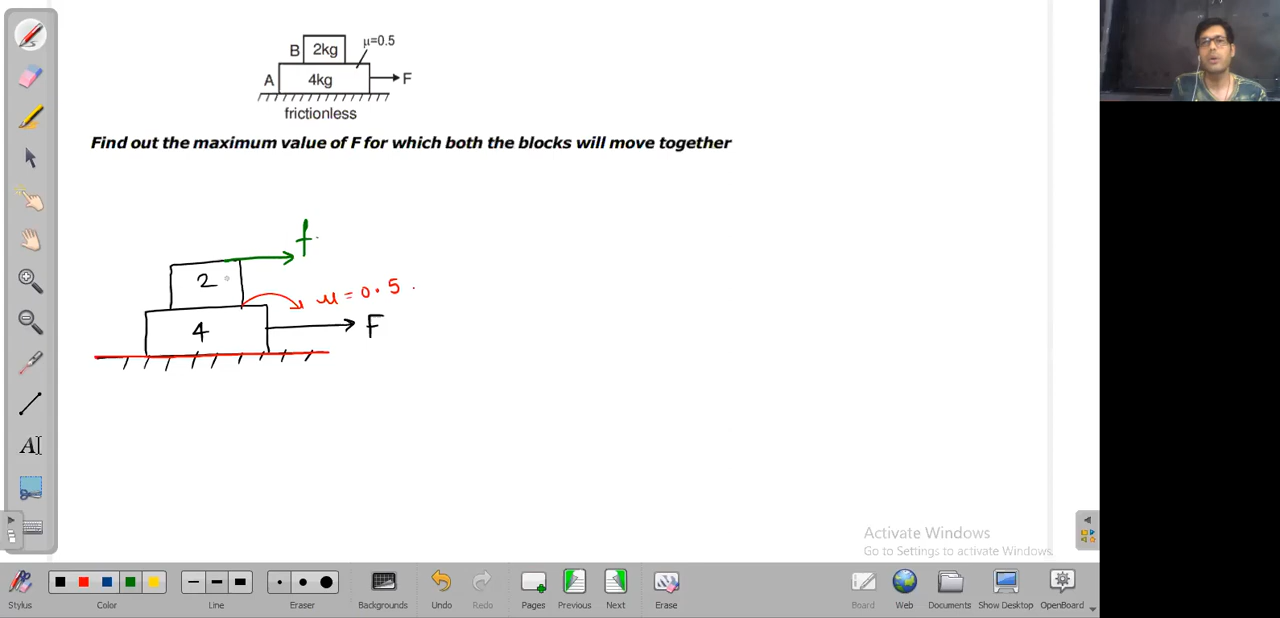 B 2kg μ=0.5
A 4kg F
frictionless
Find out the maximum value of F for which both the blocks will move together
f.
2 μ = 0.5 .
4 F
A
Activate Windows
Go to Settings to activate Windows.
Stylus Color Line Eraser Backgrounds Undo Redo Pages Previous Next Erase Board Web Documents Show Desktop OpenBoard